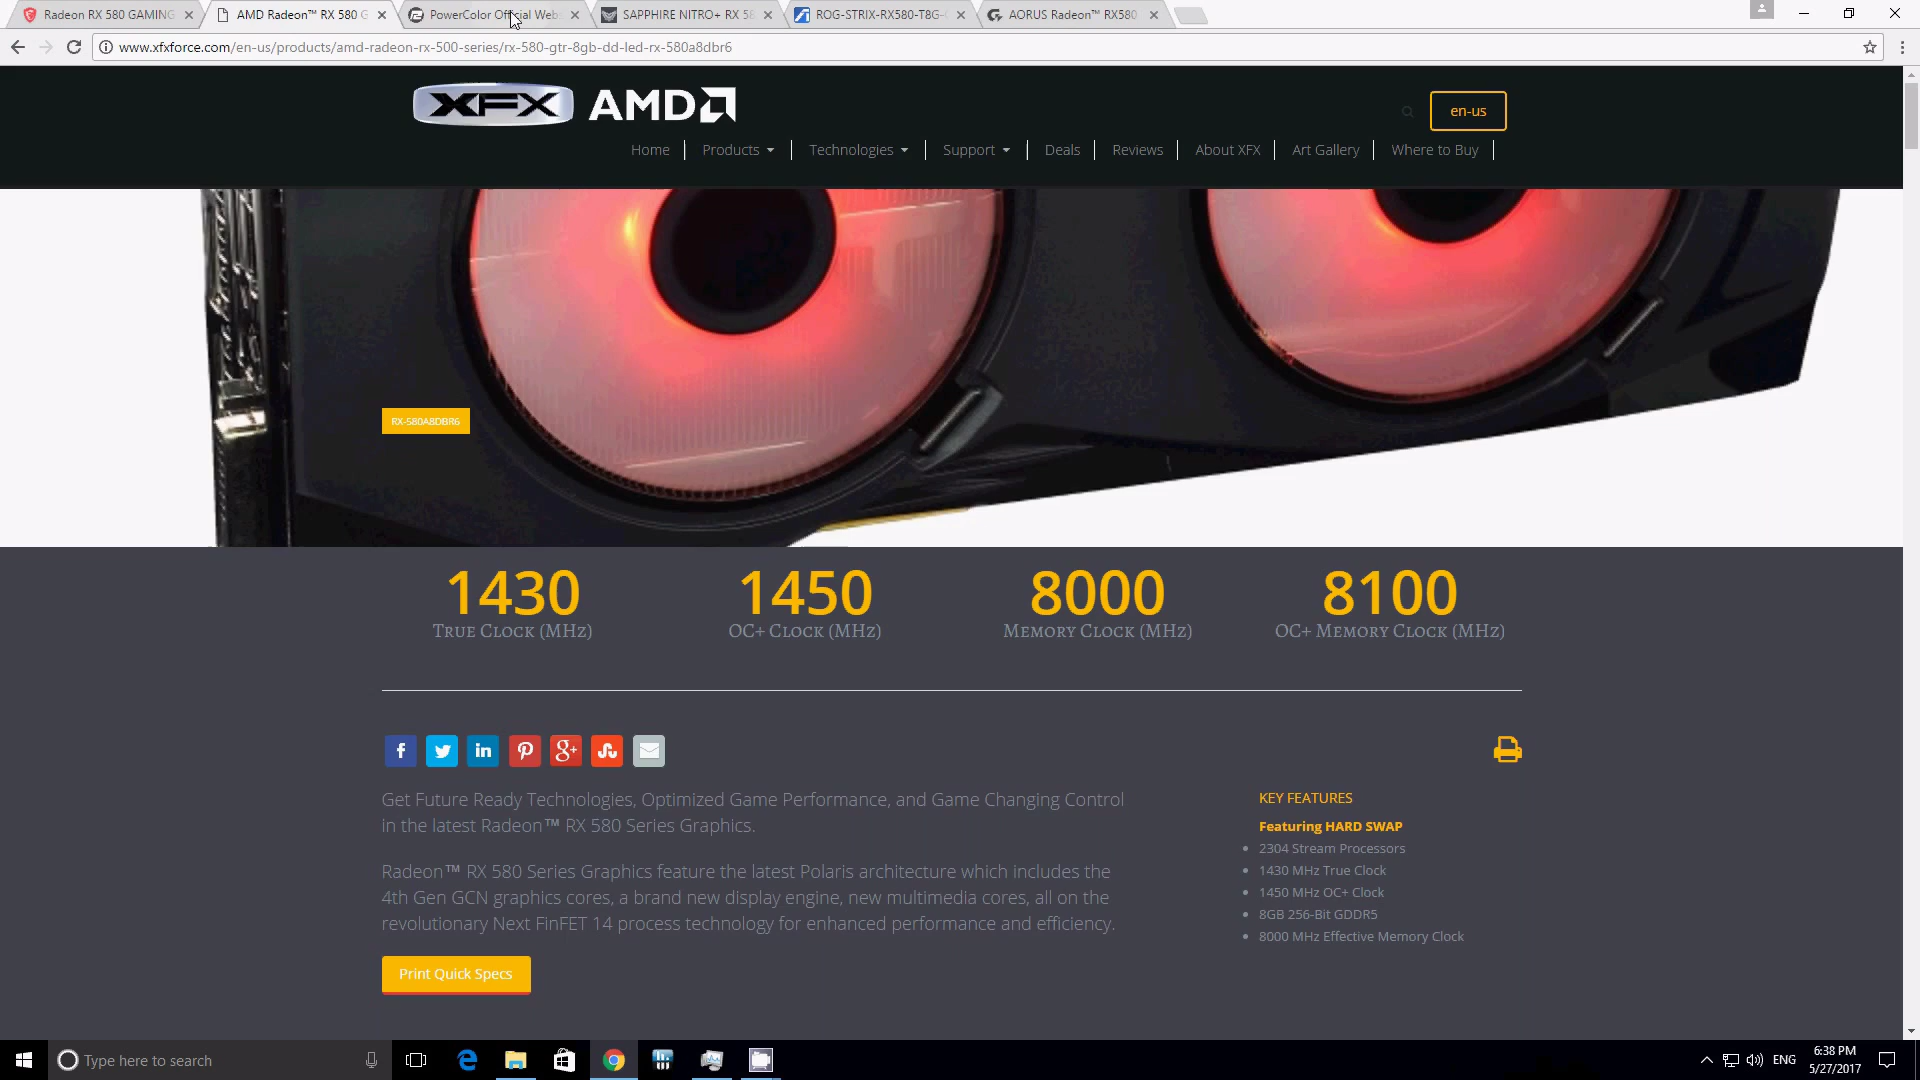 Radeon RX 580 GAMING
AMD Radeon™ RX 580 G
PowerColor Official Webs
SAPPHIRE NITRO+ RX 58
ROG-STRIX-RX580-T8G-
AORUS Radeon™ RX580
www.xfxforce.com/en-us/products/amd-radeon-rx-500-series/rx-580-gtr-8gb-dd-led-rx-580a8dbr6
XFX AMD
en-us
Home
Products
Technologies
Support
Deals
Reviews
About XFX
Art Gallery
Where to Buy
RX-580A8DBR6
1430
True Clock (MHz)
1450
OC+ Clock (MHz)
8000
Memory Clock (MHz)
8100
OC+ Memory Clock (MHz)
Get Future Ready Technologies, Optimized Game Performance, and Game Changing Control
in the latest Radeon™ RX 580 Series Graphics.
Radeon™ RX 580 Series Graphics feature the latest Polaris architecture which includes the
4th Gen GCN graphics cores, a brand new display engine, new multimedia cores, all on the
revolutionary Next FinFET 14 process technology for enhanced performance and efficiency.
Print Quick Specs
KEY FEATURES
Featuring HARD SWAP
2304 Stream Processors
1430 MHz True Clock
1450 MHz OC+ Clock
8GB 256-Bit GDDR5
8000 MHz Effective Memory Clock
Type here to search
ENG
6:38 PM
5/27/2017